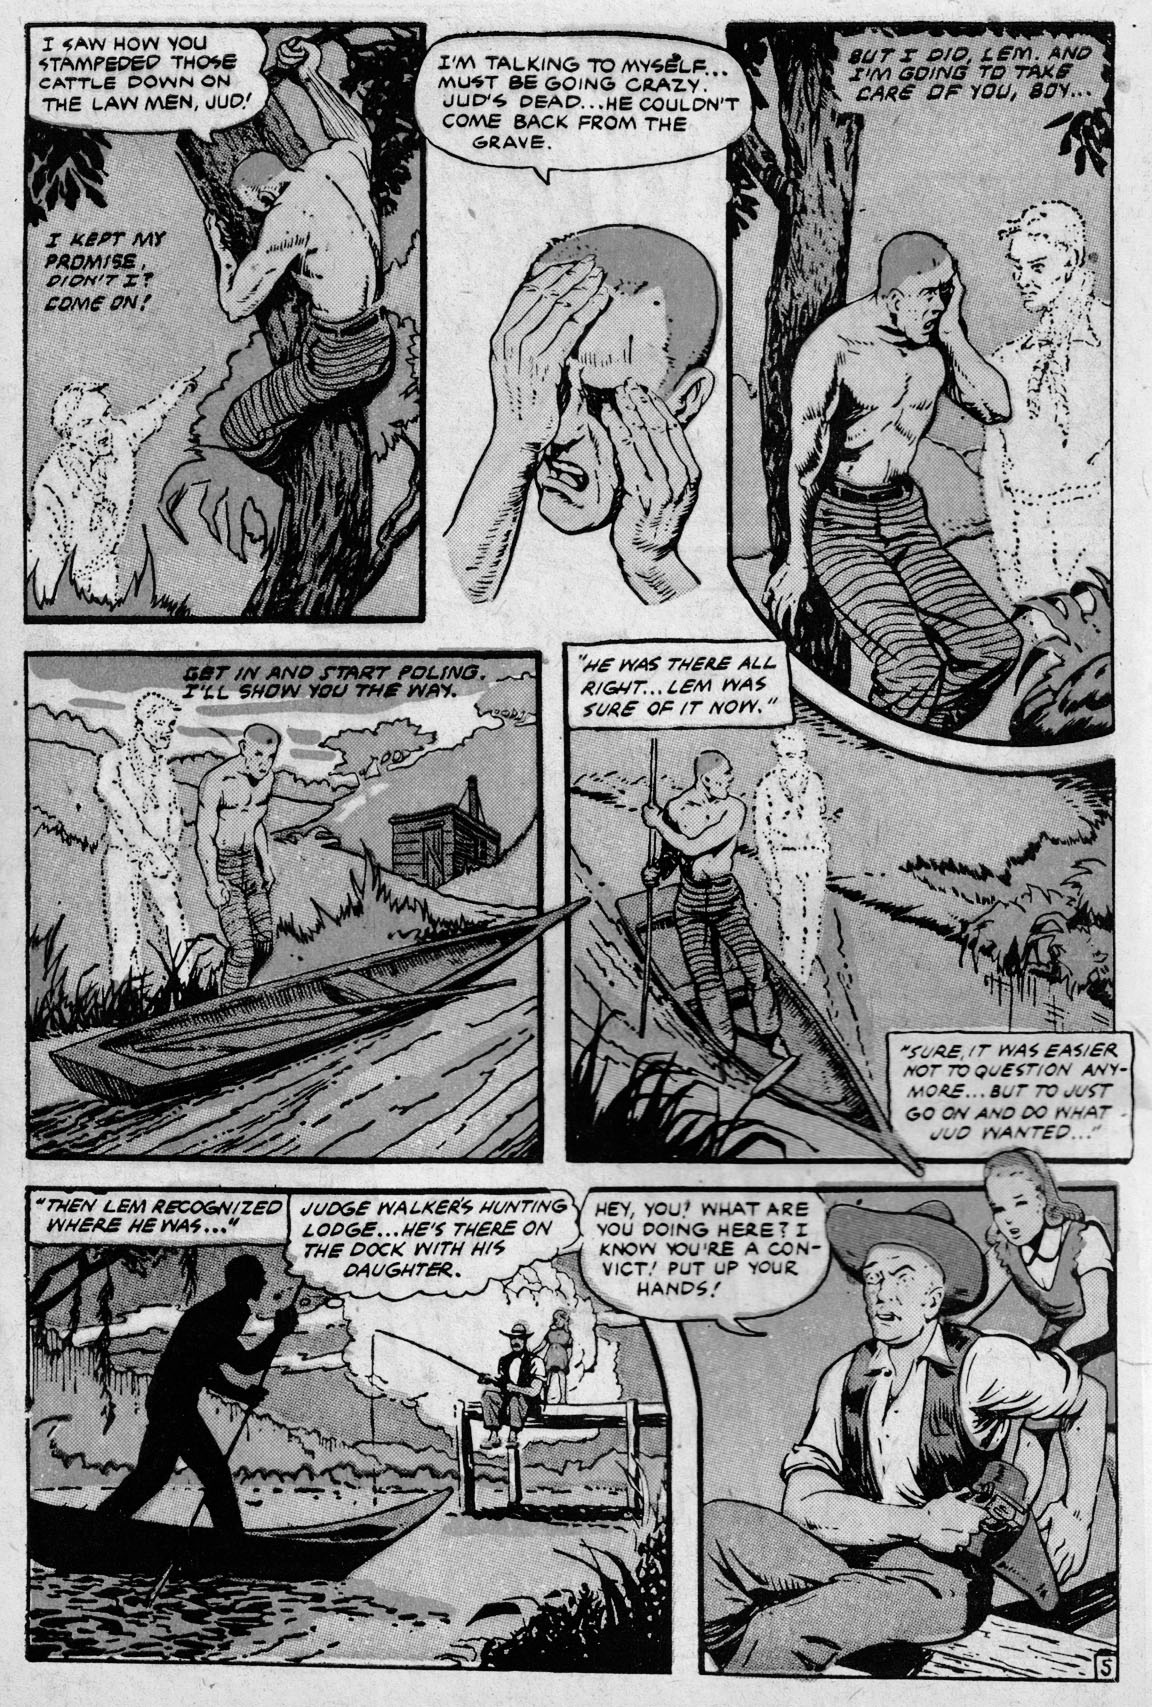 I SAW HOW YOU
STAMPEDED THOSE
CATTLE DOWN ON
THE LAW MEN, JUD!
I KEPT MY
PROMISE,
DIDN'T I?
COME ON!
I'M TALKING TO MYSELF...
MUST BE GOING CRAZY.
JUD'S DEAD...HE COULDN'T
COME BACK FROM THE
GRAVE.
BUT I DID, LEM. AND
I'M GOING TO TAKE
CARE OF YOU, BOY...
GET IN AND START POLING.
I'LL SHOW YOU THE WAY.
"HE WAS THERE ALL
RIGHT...LEM WAS
SURE OF IT NOW."
"SURE, IT WAS EASIER
NOT TO QUESTION ANY-
MORE...BUT TO JUST
GO ON AND DO WHAT
JUD WANTED..."
"THEN LEM RECOGNIZED
WHERE HE WAS..."
JUDGE WALKER'S HUNTING
LODGE...HE'S THERE ON
THE DOCK WITH HIS
DAUGHTER.
HEY, YOU! WHAT ARE
YOU DOING HERE? I
KNOW YOU'RE A CON-
VICT! PUT UP YOUR
HANDS!
5